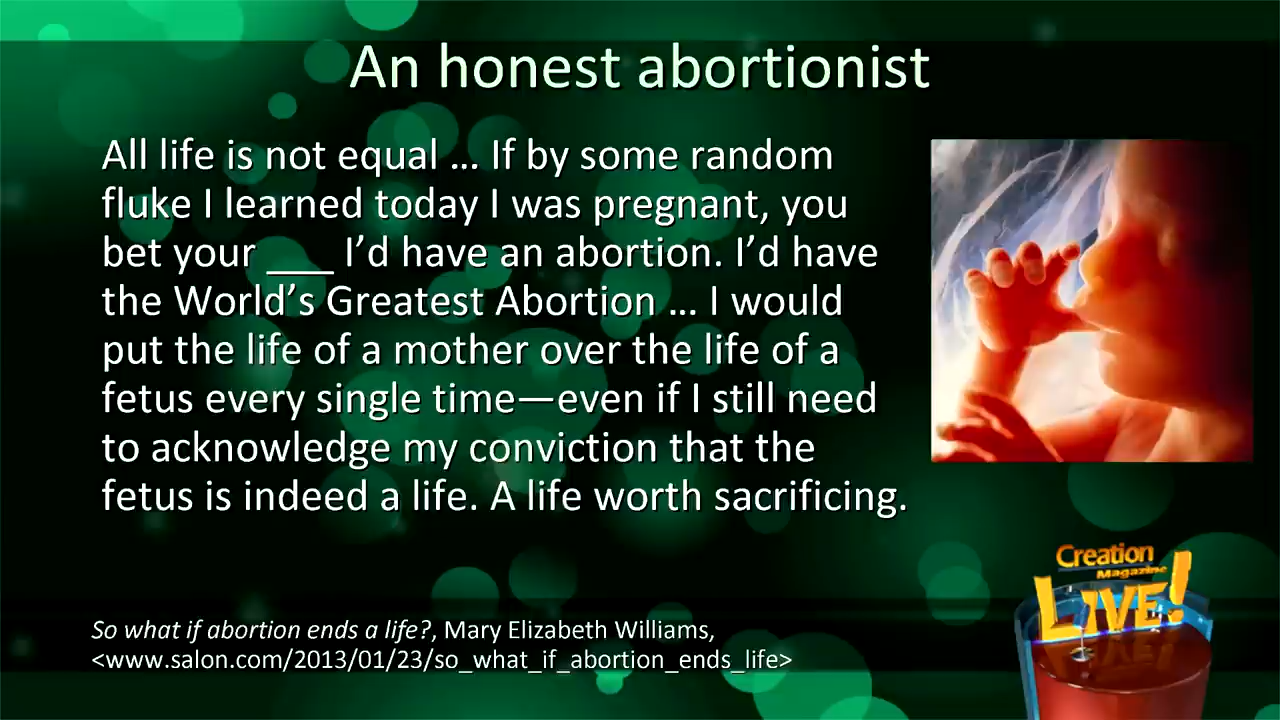 An honest abortionist
All life is not equal … If by some random
fluke I learned today I was pregnant, you
bet your ___ I’d have an abortion. I’d have
the World’s Greatest Abortion … I would
put the life of a mother over the life of a
fetus every single time—even if I still need
to acknowledge my conviction that the
fetus is indeed a life. A life worth sacrificing.
So what if abortion ends a life?, Mary Elizabeth Williams,
<www.salon.com/2013/01/23/so_what_if_abortion_ends_life>
Creation
Magazine
LIVE!